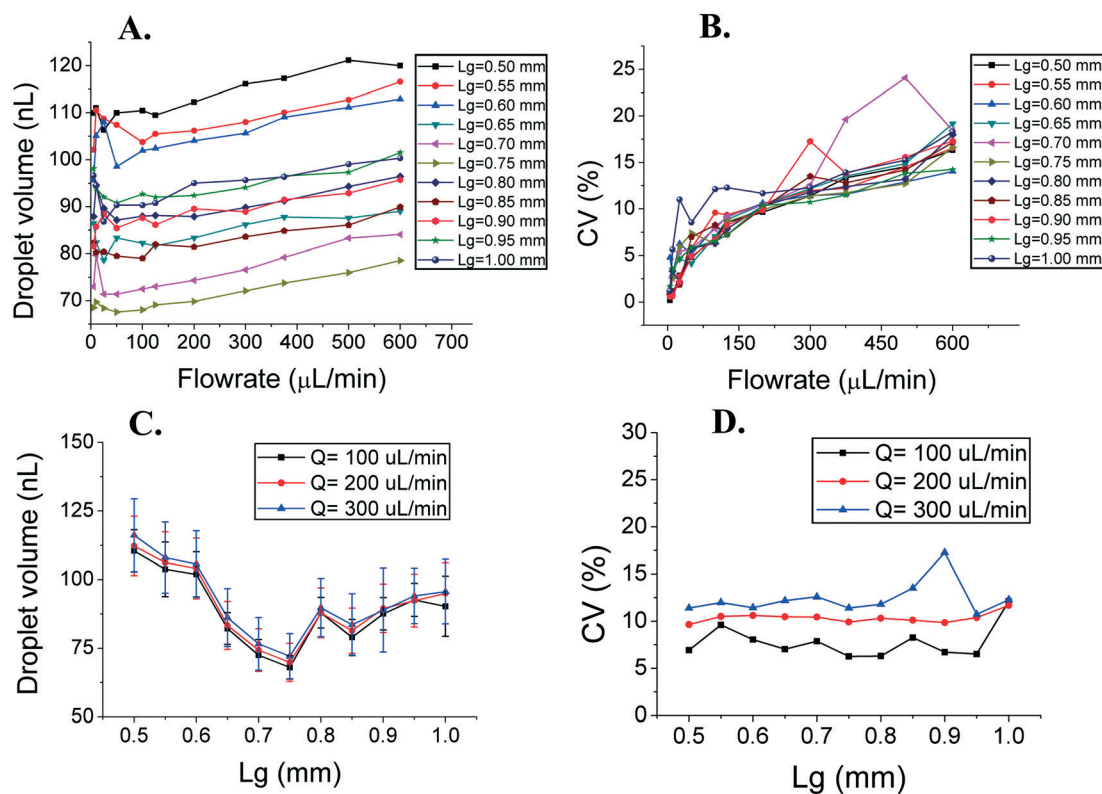 A.
Droplet volume (nL)
120
110
100
90
80
70
0 100 200 300 400 500 600 700
Flowrate (μL/min)
Lg=0.50 mm
Lg=0.55 mm
Lg=0.60 mm
Lg=0.65 mm
Lg=0.70 mm
Lg=0.75 mm
Lg=0.80 mm
Lg=0.85 mm
Lg=0.90 mm
Lg=0.95 mm
Lg=1.00 mm
B.
CV (%)
25
20
15
10
5
0
0 150 300 450 600
Flowrate (μL/min)
Lg=0.50 mm
Lg=0.55 mm
Lg=0.60 mm
Lg=0.65 mm
Lg=0.70 mm
Lg=0.75 mm
Lg=0.80 mm
Lg=0.85 mm
Lg=0.90 mm
Lg=0.95 mm
Lg=1.00 mm
C.
Droplet volume (nL)
150
125
100
75
50
0.5 0.6 0.7 0.8 0.9 1.0
Lg (mm)
Q= 100 uL/min
Q= 200 uL/min
Q= 300 uL/min
D.
CV (%)
30
25
20
15
10
5
0
0.5 0.6 0.7 0.8 0.9 1.0
Lg (mm)
Q= 100 uL/min
Q= 200 uL/min
Q= 300 uL/min